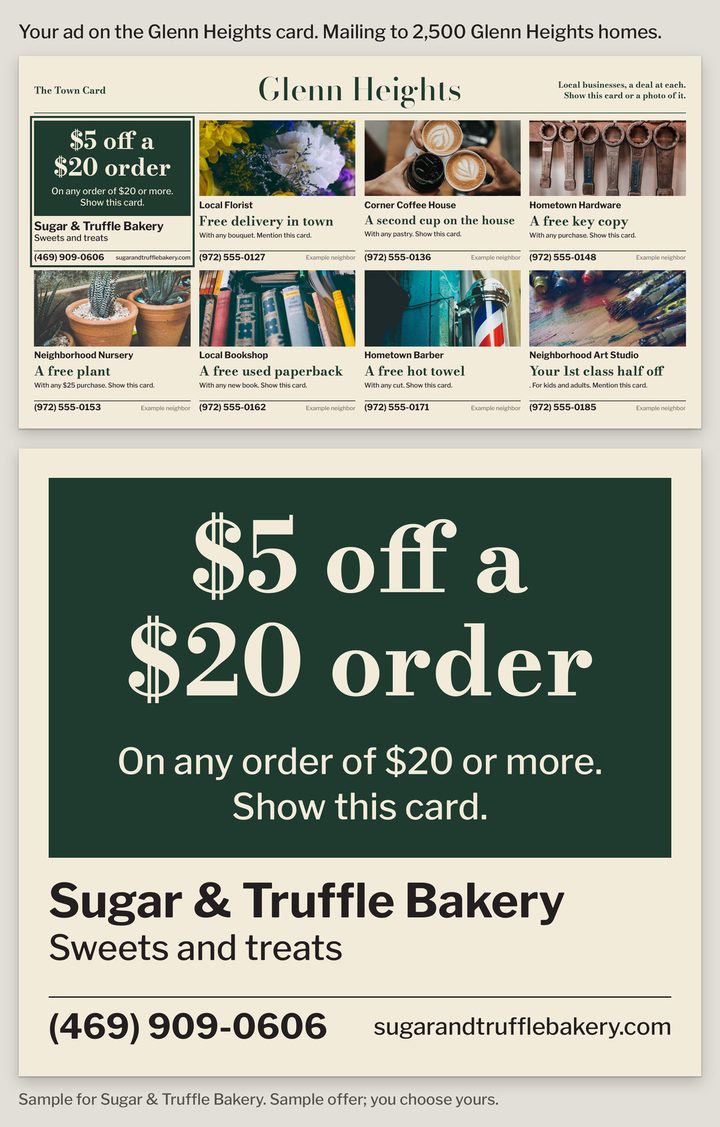 Your ad on the Glenn Heights card. Mailing to 2,500 Glenn Heights homes.
The Town Card
Glenn Heights
Local businesses, a deal at each.
Show this card or a photo of it.
$5 off a
$20 order
On any order of $20 or more.
Show this card.
Sugar & Truffle Bakery
Sweets and treats
(469) 909-0606 sugarandtrufflebakery.com
Local Florist
Free delivery in town
With any bouquet. Mention this card.
(972) 555-0127 Example neighbor
Corner Coffee House
A second cup on the house
With any pastry. Show this card.
(972) 555-0136 Example neighbor
Hometown Hardware
A free key copy
With any purchase. Show this card.
(972) 555-0148 Example neighbor
Neighborhood Nursery
A free plant
With any $25 purchase. Show this card.
(972) 555-0153 Example neighbor
Local Bookshop
A free used paperback
With any new book. Show this card.
(972) 555-0162 Example neighbor
Hometown Barber
A free hot towel
With any cut. Show this card.
(972) 555-0171 Example neighbor
Neighborhood Art Studio
Your 1st class half off
. For kids and adults. Mention this card.
(972) 555-0185 Example neighbor
$5 off a
$20 order
On any order of $20 or more.
Show this card.
Sugar & Truffle Bakery
Sweets and treats
(469) 909-0606 sugarandtrufflebakery.com
Sample for Sugar & Truffle Bakery. Sample offer; you choose yours.